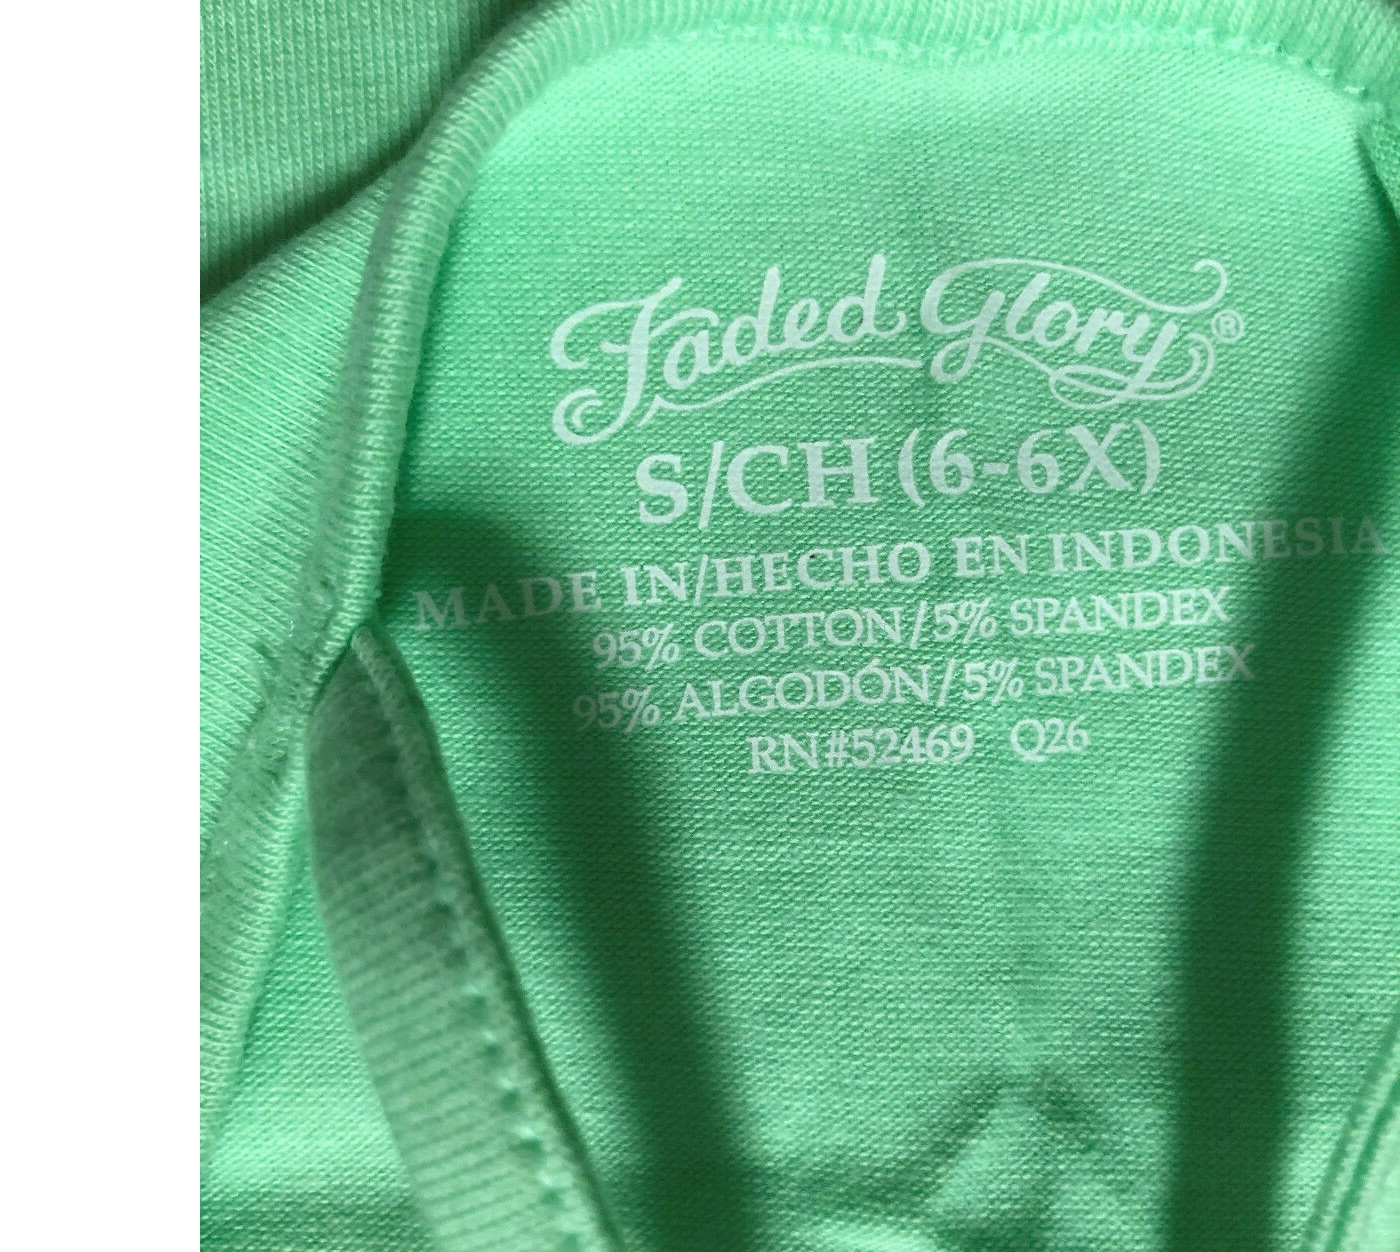 Faded Glory®
S/CH (6-6X)
MADE IN/HECHO EN INDONESIA
95% COTTON/5% SPANDEX
95% ALGODÓN/5% SPANDEX
RN#52469 Q26